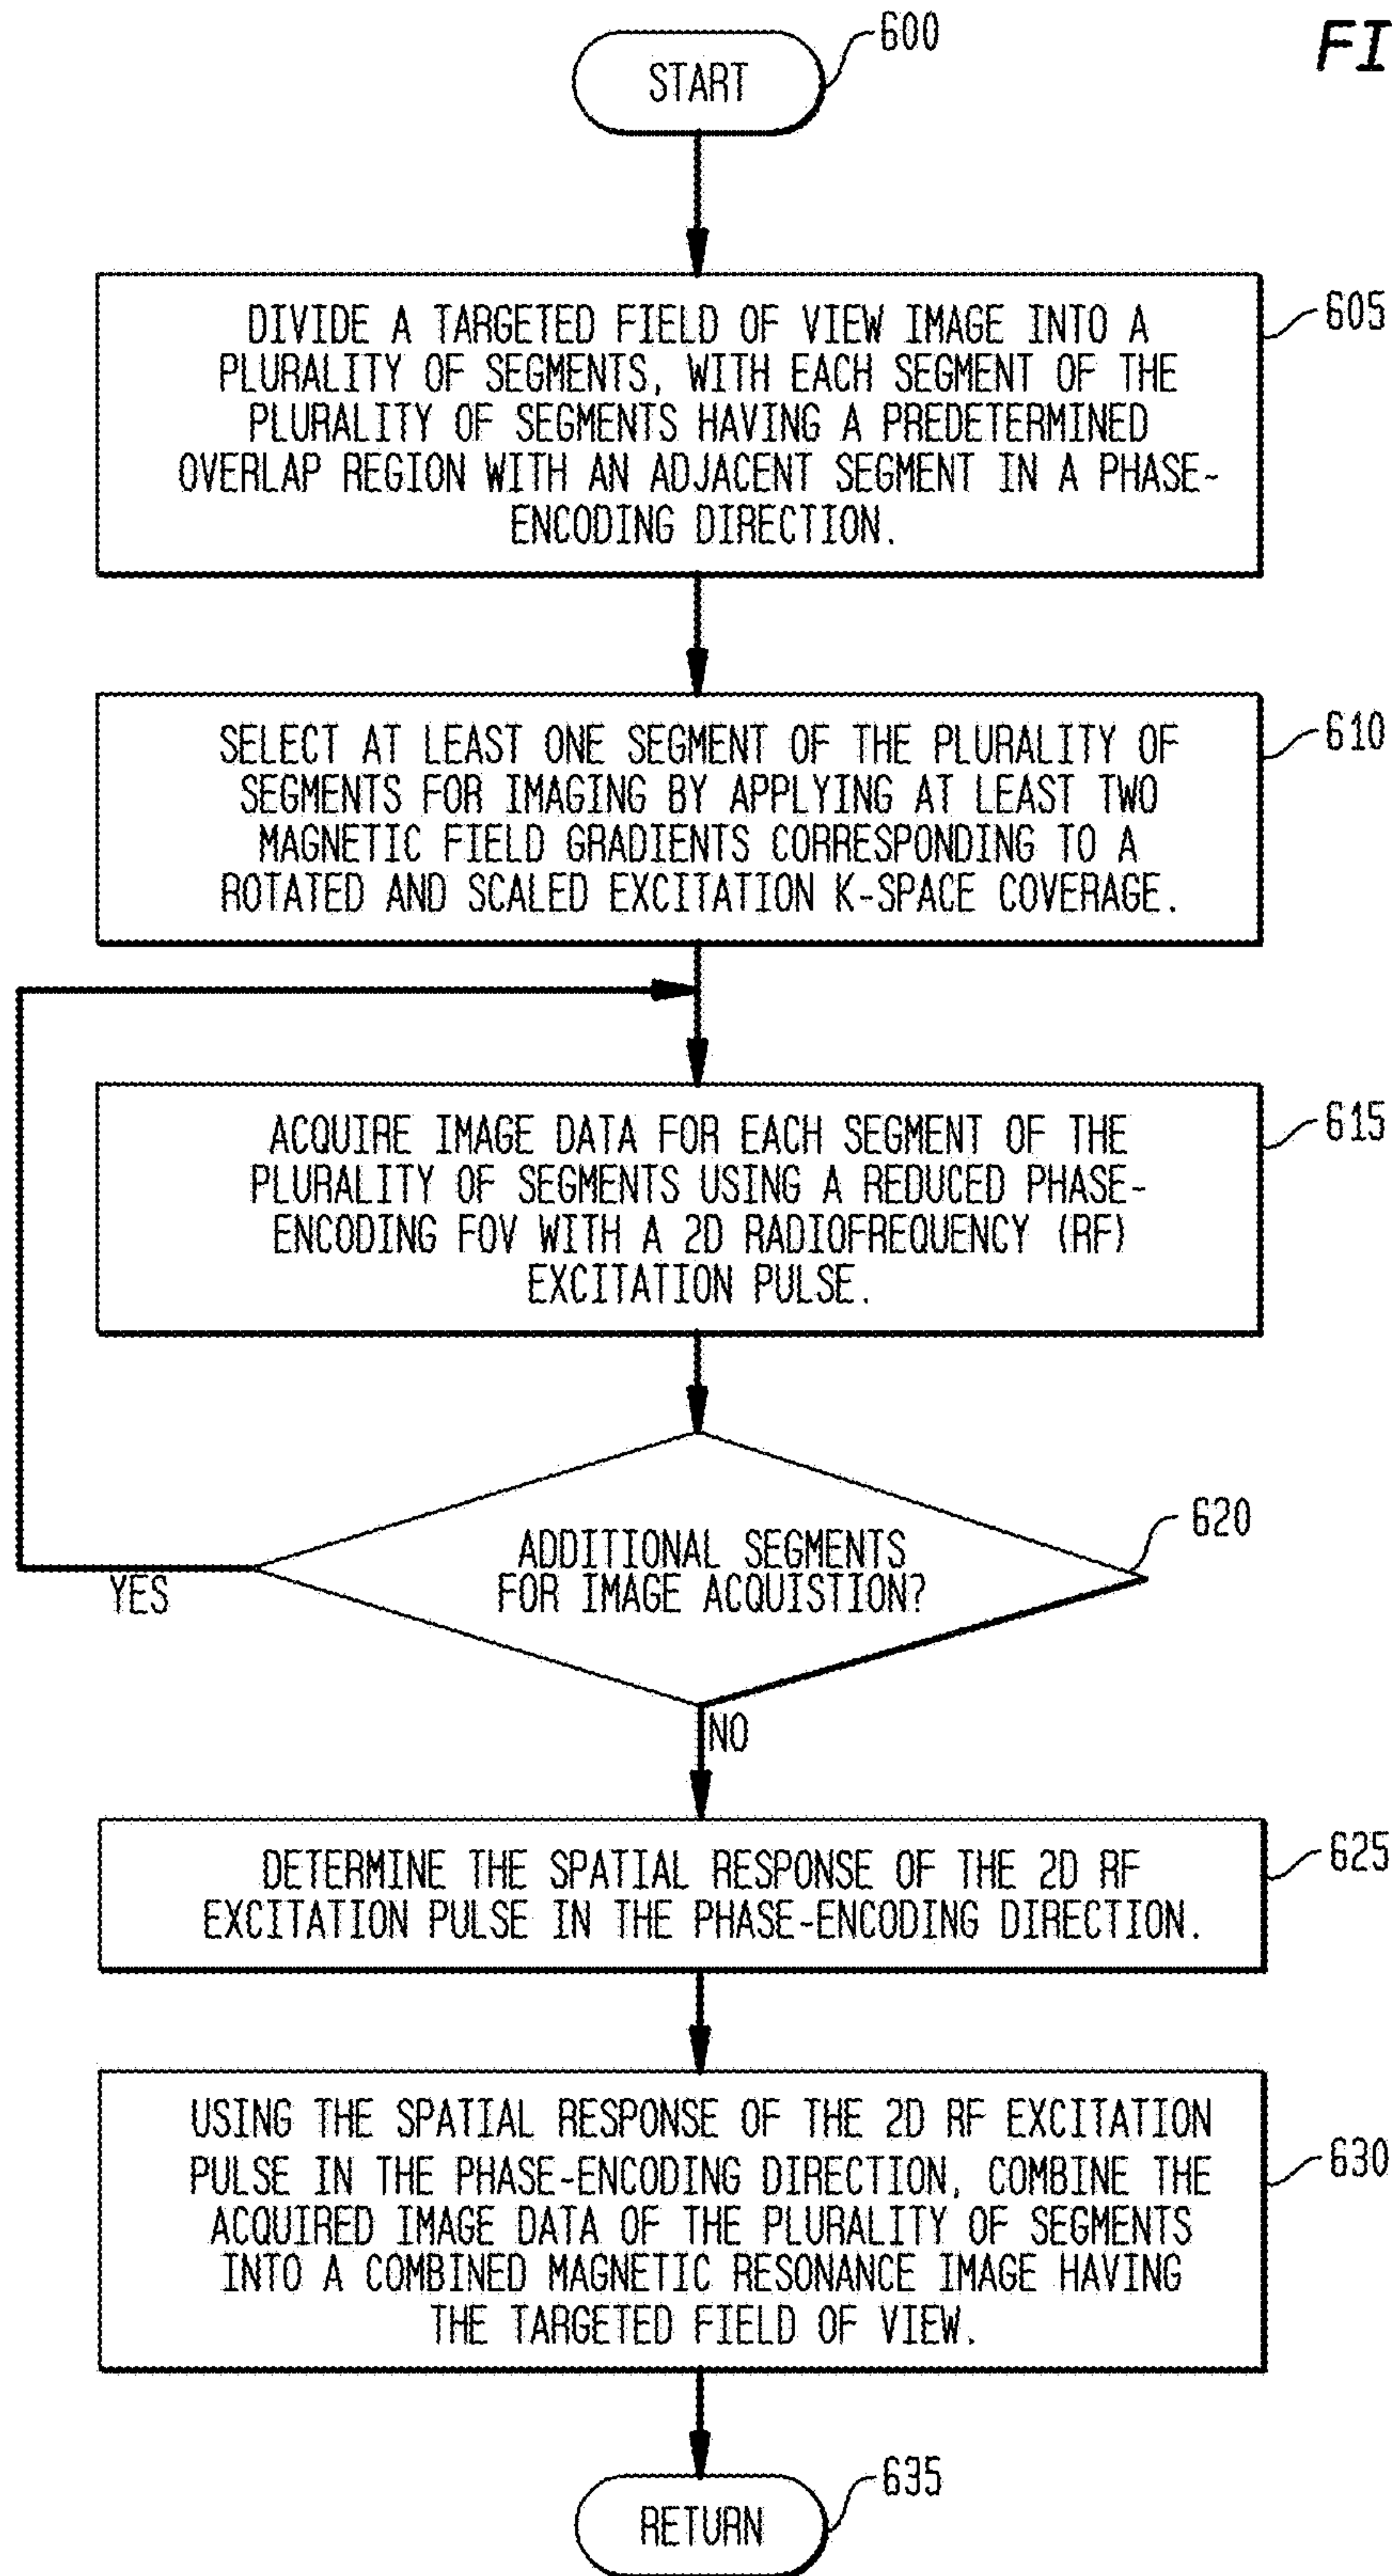 FI
600
START
605
DIVIDE A TARGETED FIELD OF VIEW IMAGE INTO A
PLURALITY OF SEGMENTS, WITH EACH SEGMENT OF THE
PLURALITY OF SEGMENTS HAVING A PREDETERMINED
OVERLAP REGION WITH AN ADJACENT SEGMENT IN A PHASE-
ENCODING DIRECTION.
610
SELECT AT LEAST ONE SEGMENT OF THE PLURALITY OF
SEGMENTS FOR IMAGING BY APPLYING AT LEAST TWO
MAGNETIC FIELD GRADIENTS CORRESPONDING TO A
ROTATED AND SCALED EXCITATION K-SPACE COVERAGE.
615
ACQUIRE IMAGE DATA FOR EACH SEGMENT OF THE
PLURALITY OF SEGMENTS USING A REDUCED PHASE-
ENCODING FOV WITH A 2D RADIOFREQUENCY (RF)
EXCITATION PULSE.
620
ADDITIONAL SEGMENTS
FOR IMAGE ACQUISTION?
YES
NO
625
DETERMINE THE SPATIAL RESPONSE OF THE 2D RF
EXCITATION PULSE IN THE PHASE-ENCODING DIRECTION.
630
USING THE SPATIAL RESPONSE OF THE 2D RF EXCITATION
PULSE IN THE PHASE-ENCODING DIRECTION, COMBINE THE
ACQUIRED IMAGE DATA OF THE PLURALITY OF SEGMENTS
INTO A COMBINED MAGNETIC RESONANCE IMAGE HAVING
THE TARGETED FIELD OF VIEW.
635
RETURN